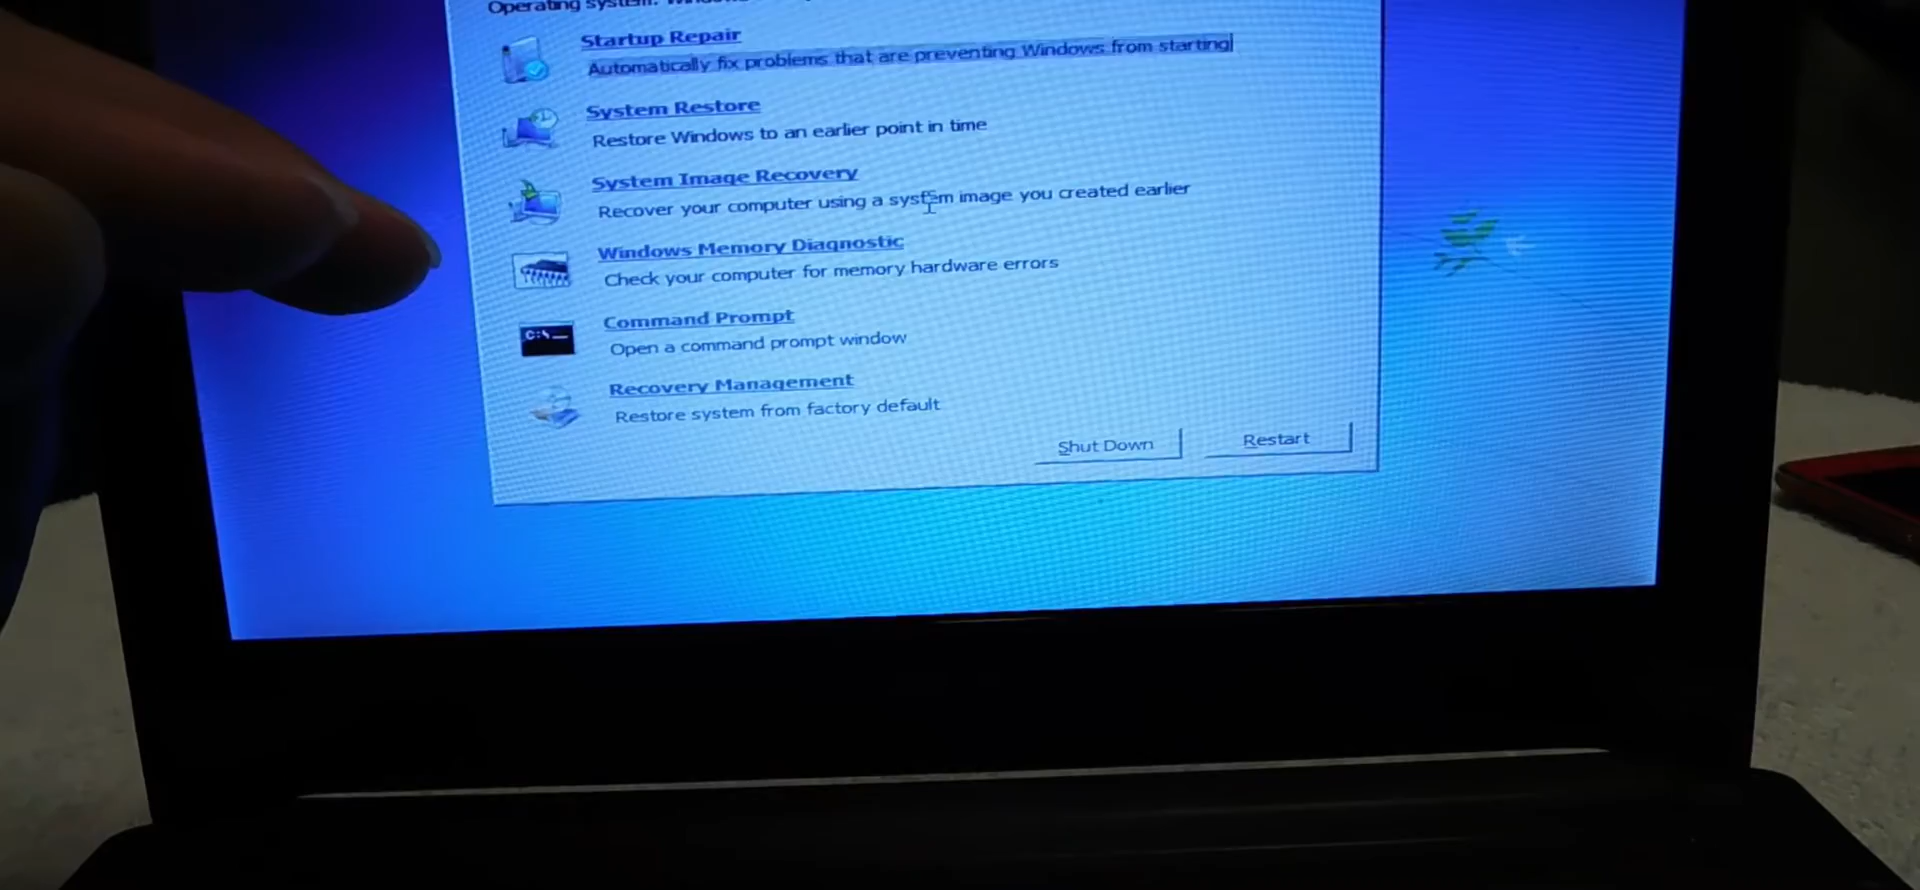 Operating system:
Startup Repair
Automatically fix problems that are preventing Windows from starting
System Restore
Restore Windows to an earlier point in time
System Image Recovery
Recover your computer using a system image you created earlier
Windows Memory Diagnostic
Check your computer for memory hardware errors
C:\_
Command Prompt
Open a command prompt window
Recovery Management
Restore system from factory default
Shut Down
Restart